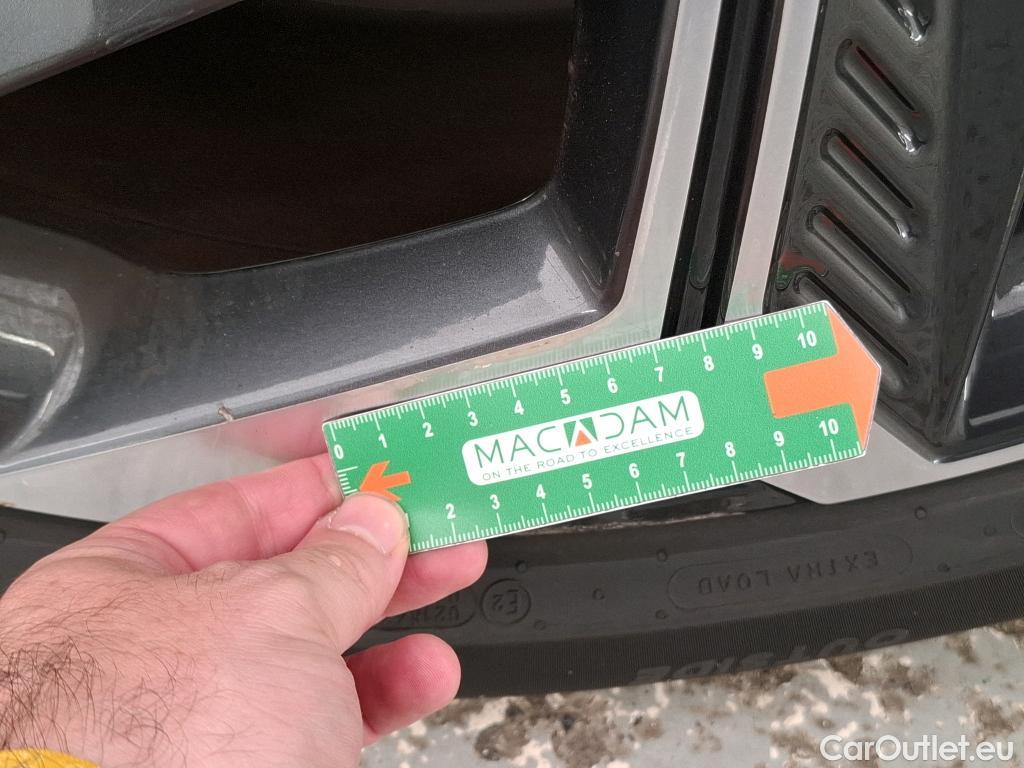 0 1 2 3 4 5 6 7 8 9 10
MACADAM
ON THE ROAD TO EXCELLENCE
2 3 4 5 6 7 8 9 10
EXTRA LOAD
E2
OUTSIDE
CarOutlet.eu